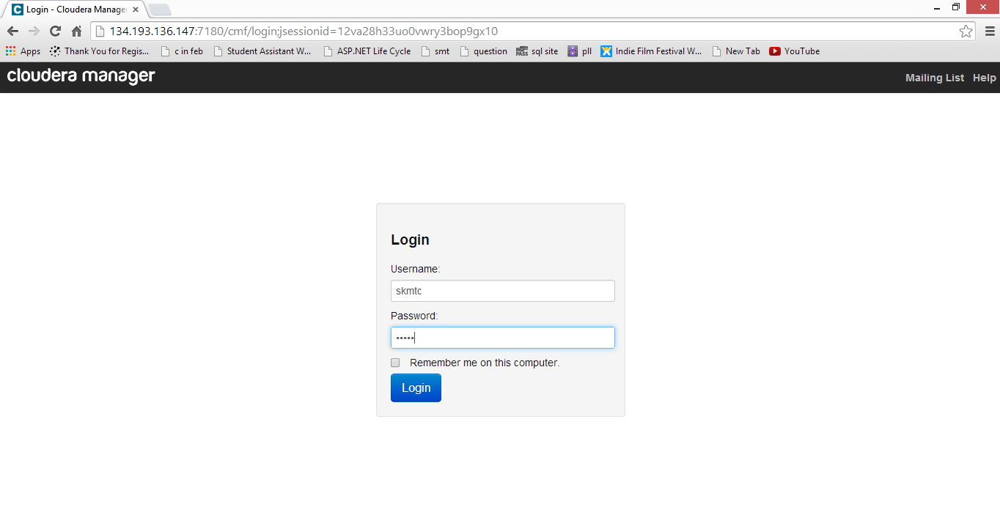 Login - Cloudera Manage
134.193.136.147:7180/cmf/login;jsessionid=12va28h33uo0vwry3bop9gx10
Apps Thank You for Regis... c in feb Student Assistant W... ASP.NET Life Cycle smt question PASS sql site pll Indie Film Festival W... New Tab YouTube
cloudera manager Mailing List Help
Login
Username:
skmtc
Password:
•••••
Remember me on this computer.
Login